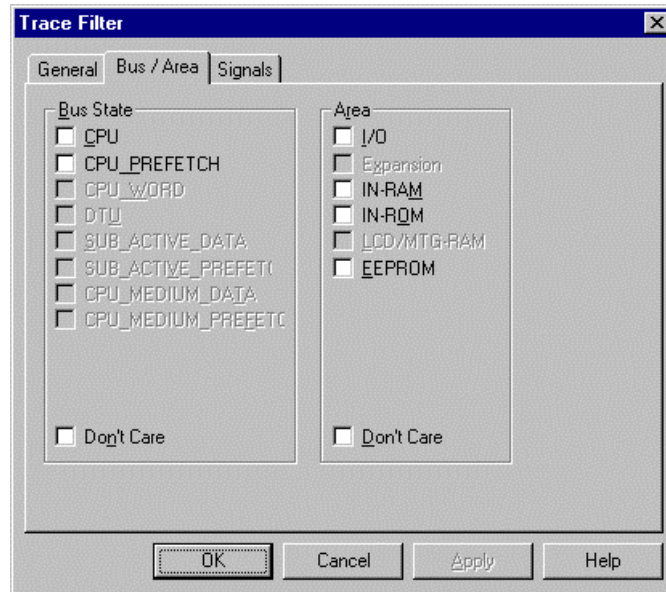 Trace Filter
General Bus / Area Signals
Bus State
CPU
CPU_PREFETCH
CPU_WORD
DTU
SUB_ACTIVE_DATA
SUB_ACTIVE_PREFETC
CPU_MEDIUM_DATA
CPU_MEDIUM_PREFETC
Don't Care
Area
I/O
Expansion
IN-RAM
IN-ROM
LCD/MTG-RAM
EEPROM
Don't Care
OK Cancel Apply Help